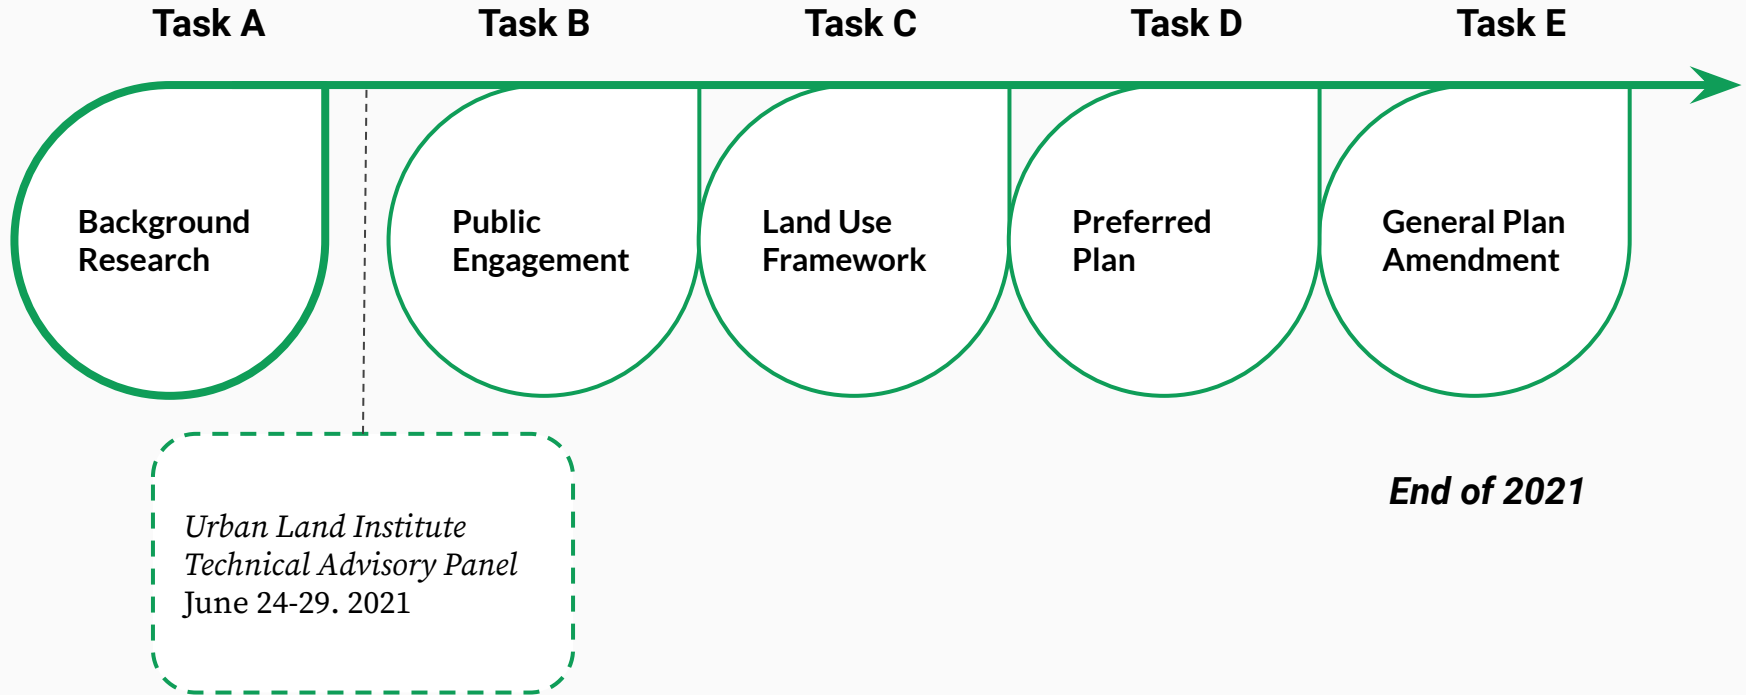 Task A
Task B
Task C
Task D
Task E
Background
Research
Public
Engagement
Land Use
Framework
Preferred
Plan
General Plan
Amendment
Urban Land Institute
Technical Advisory Panel
June 24-29. 2021
End of 2021